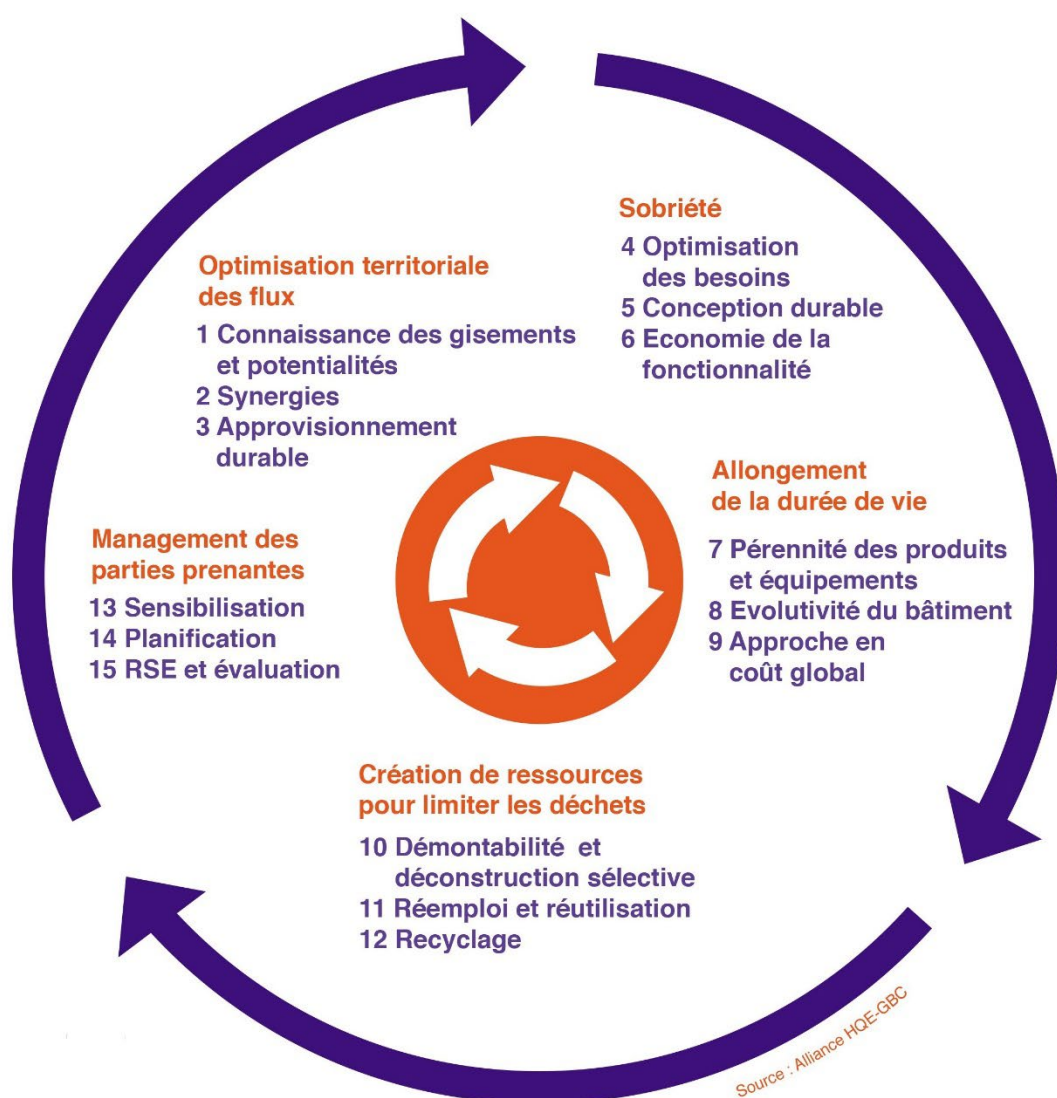 Optimisation territoriale
des flux
1 Connaissance des gisements
et potentialités
2 Synergies
3 Approvisionnement
durable
Sobriété
4 Optimisation
des besoins
5 Conception durable
6 Economie de la
fonctionnalité
Allongement
de la durée de vie
7 Pérennité des produits
et équipements
8 Evolutivité du bâtiment
9 Approche en
coût global
Création de ressources
pour limiter les déchets
10 Démontabilité et
déconstruction sélective
11 Réemploi et réutilisation
12 Recyclage
Management des
parties prenantes
13 Sensibilisation
14 Planification
15 RSE et évaluation
Source : Alliance HQE-GBC